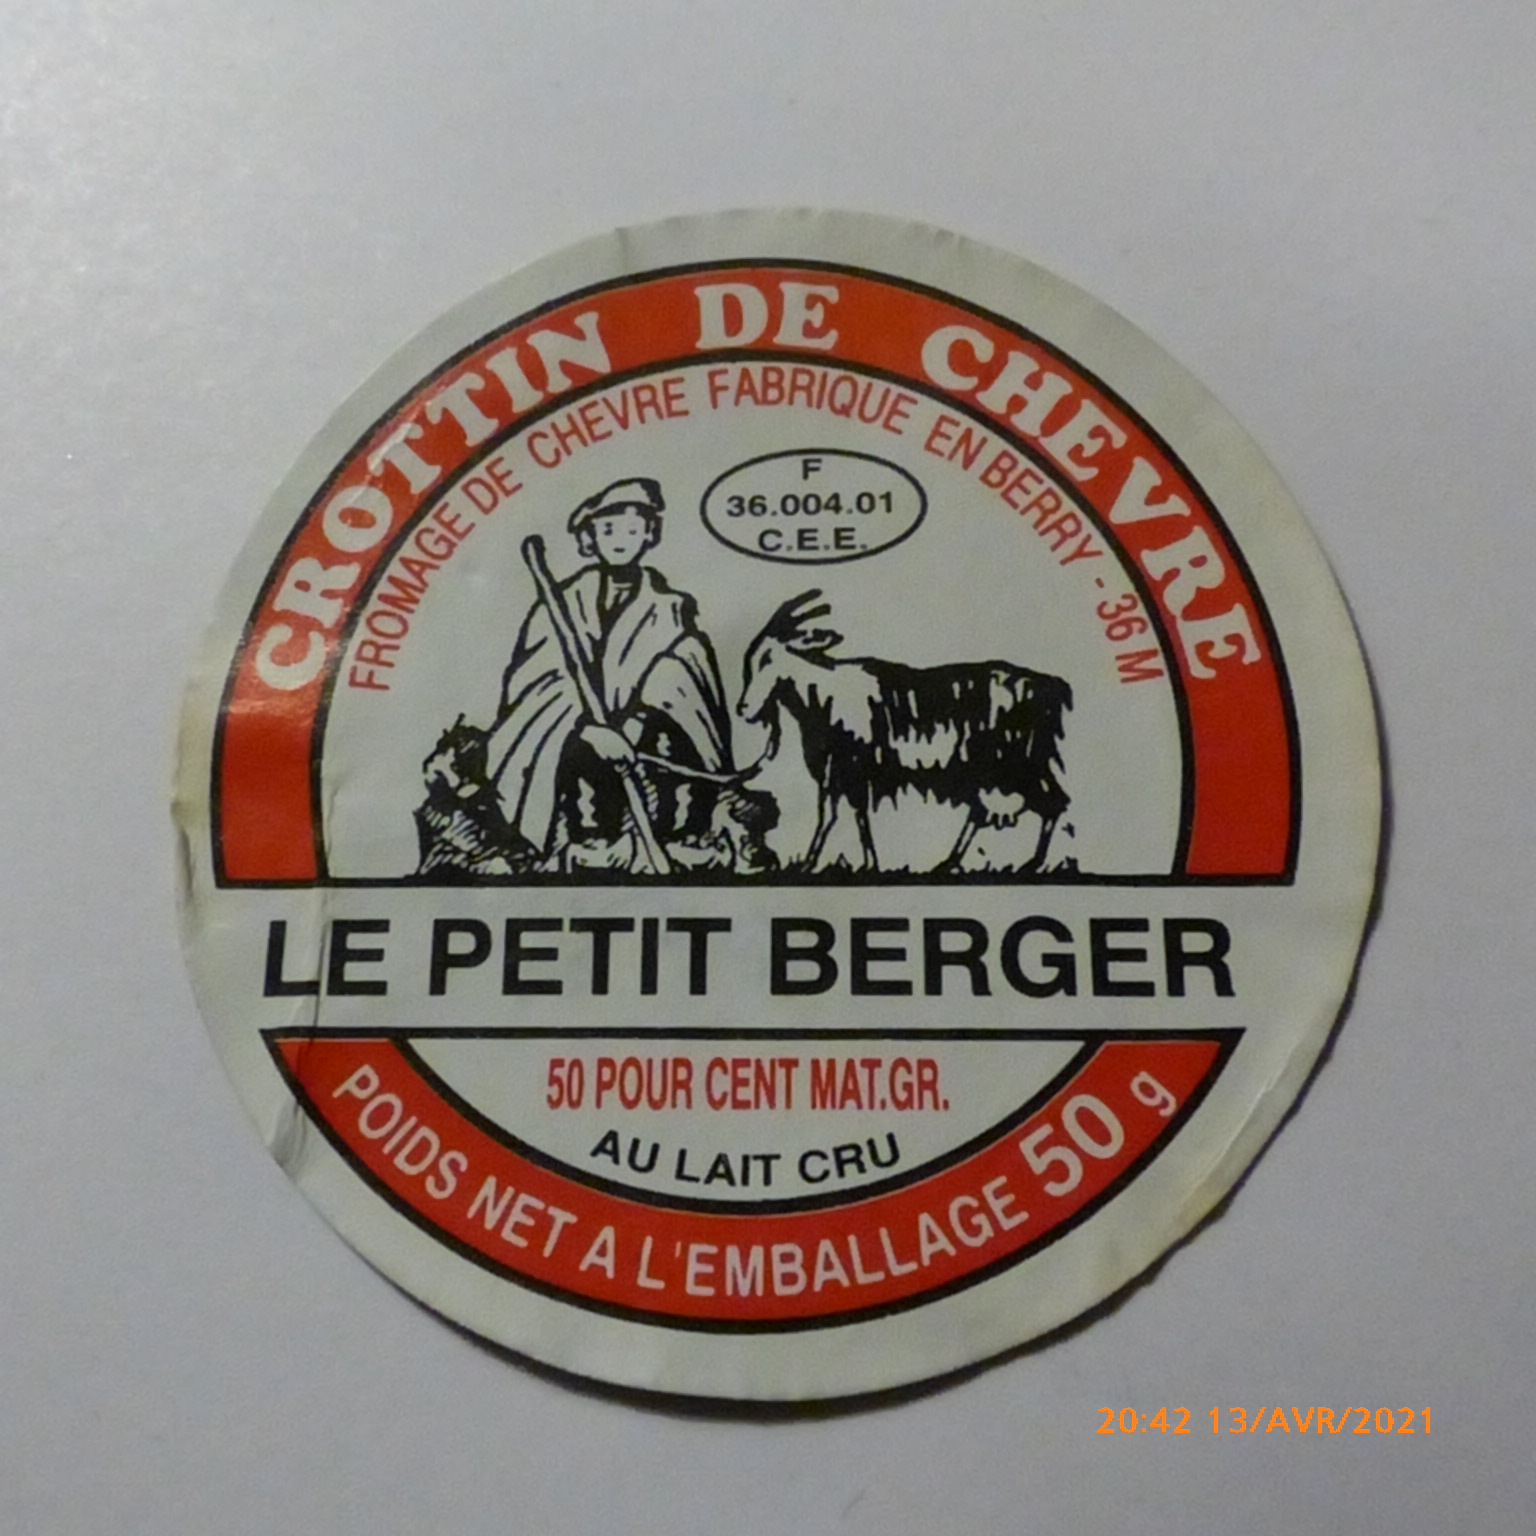 CROTTIN DE CHEVRE
FROMAGE DE CHEVRE FABRIQUE EN BERRY - 36 M
F
36.004.01
C.E.E.
LE PETIT BERGER
50 POUR CENT MAT.GR.
AU LAIT CRU
POIDS NET A L'EMBALLAGE 50 g
20:42 13/AVR/2021